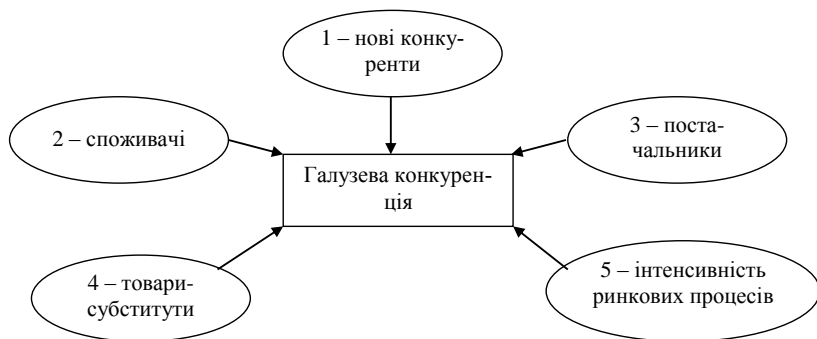 1 – нові конку-
ренти
2 – споживачі
3 – поста-
чальники
Галузева конкурен-
ція
4 – товари-
субститути
5 – інтенсивність
ринкових процесів